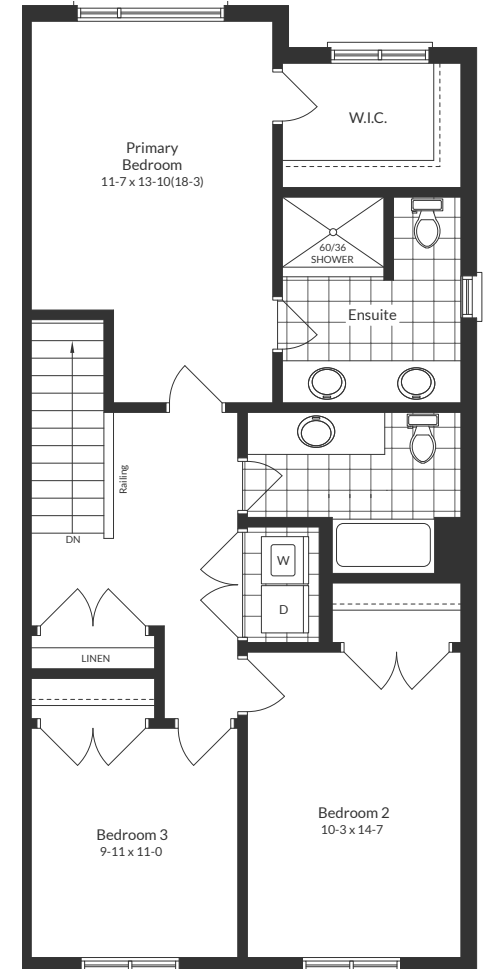 W.I.C.
Primary
Bedroom
11-7 x 13-10(18-3)
60/36
SHOWER
Ensuite
Railing
DN
W
D
LINEN
Bedroom 2
10-3 x 14-7
Bedroom 3
9-11 x 11-0